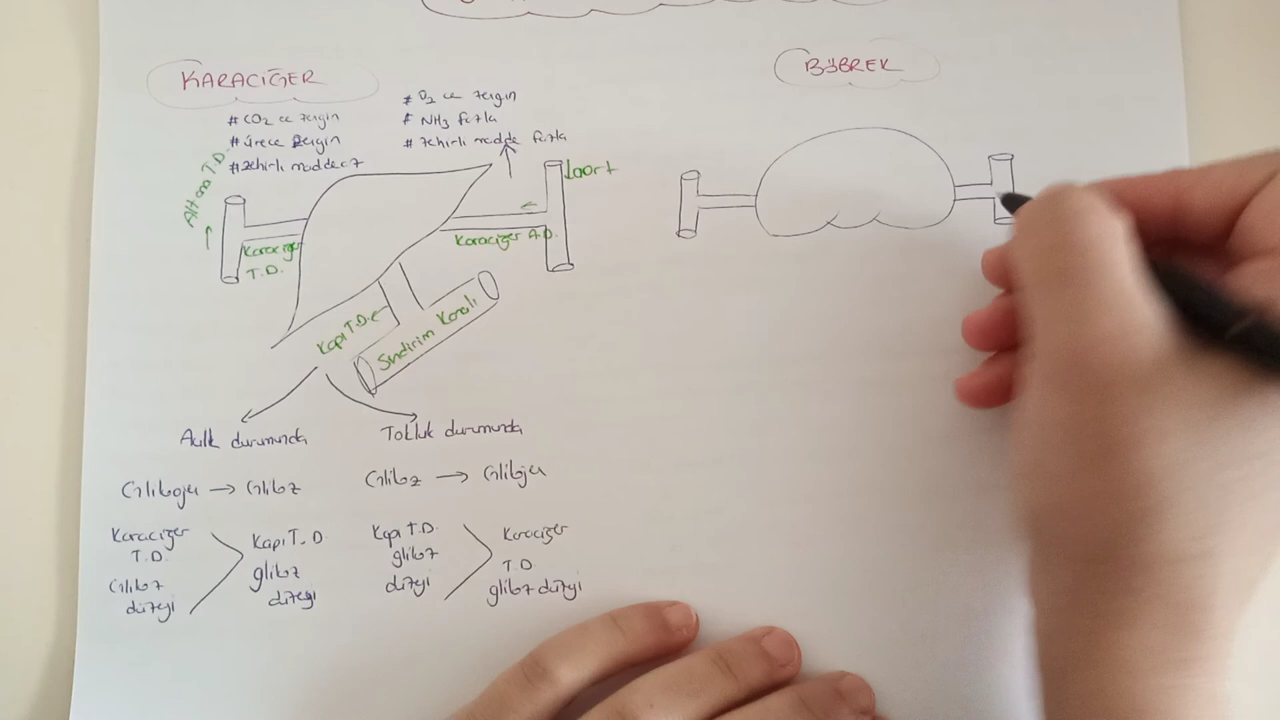 KARACİĞER
# CO2 ce zengin
# ürece zengin
# zehirli madde az
# O2 ce zengin
# NH3 fazla
# zehirli madde fazla
Alt ana T.D.
Karaciğer
T.D.
Aort
Karaciğer A.D.
Kapı T.D.
Sindirim Kanalı
Açlık durumunda
Glikojen → Glikoz
Karaciğer
T.D.
Glikoz
düzeyi
>
Kapı T.D
glikoz
düzeyi
Tokluk durumunda
Glikoz → Glikojen
Kapı T.D.
glikoz
düzeyi
>
Karaciğer
T.D
glikoz düzeyi
BÖBREK